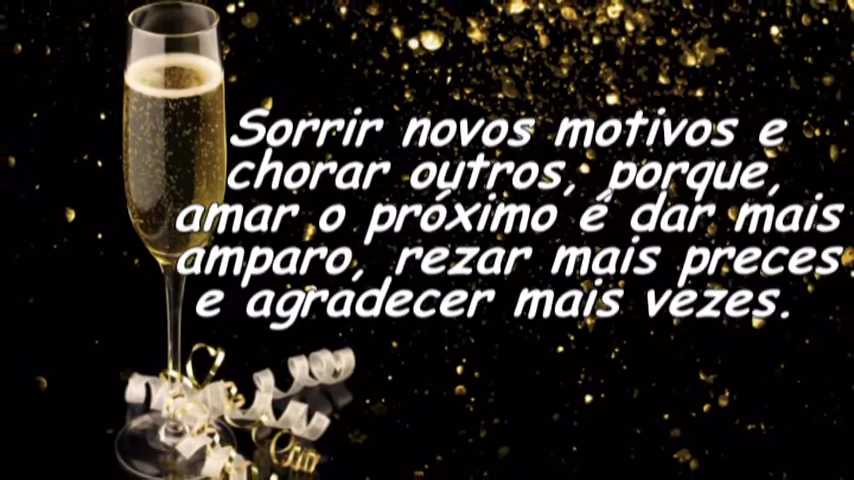 Sorrir novos motivos e
chorar outros, porque,
amar o próximo é dar mais
amparo, rezar mais preces
e agradecer mais vezes.